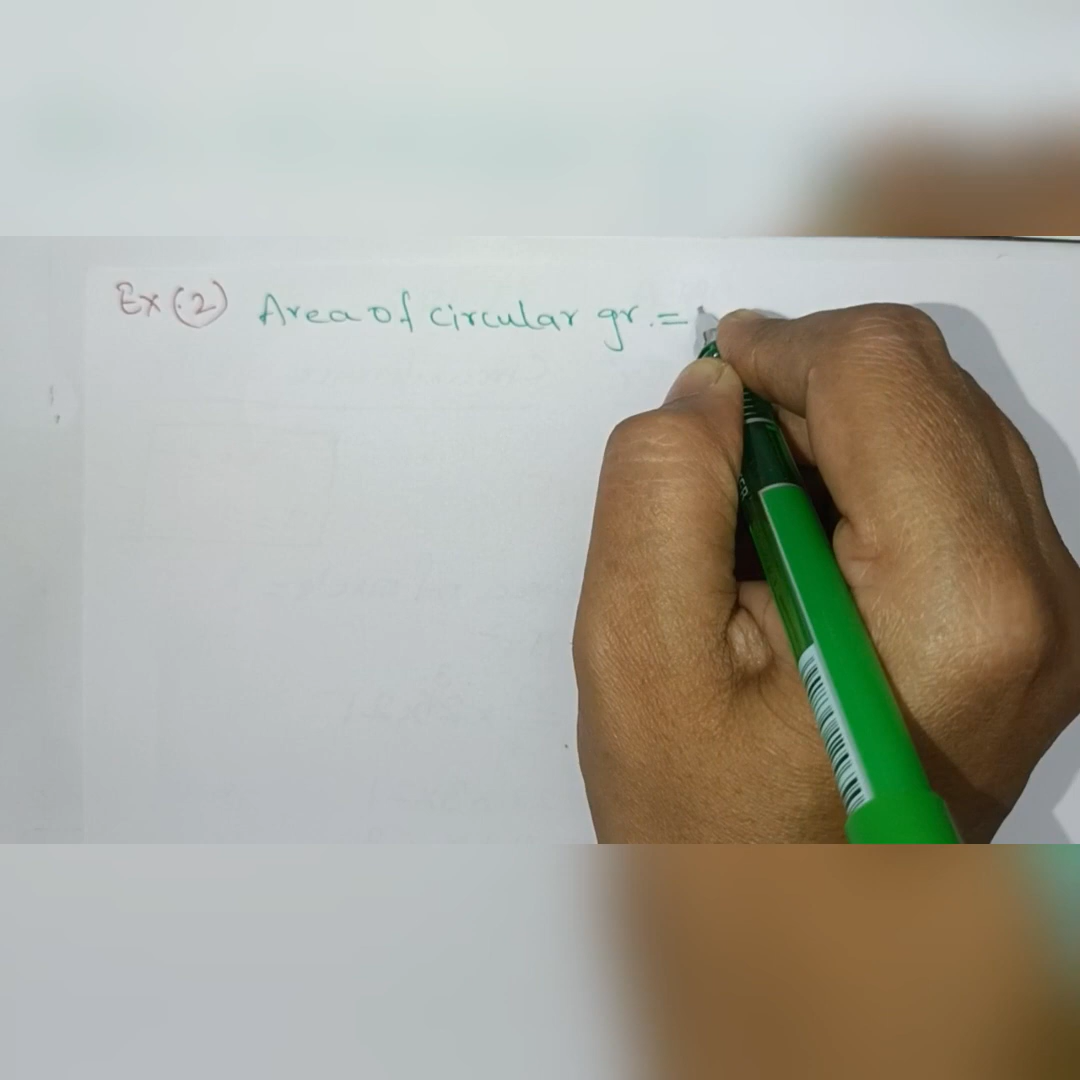 Ex(.2) Area of circular gr. =